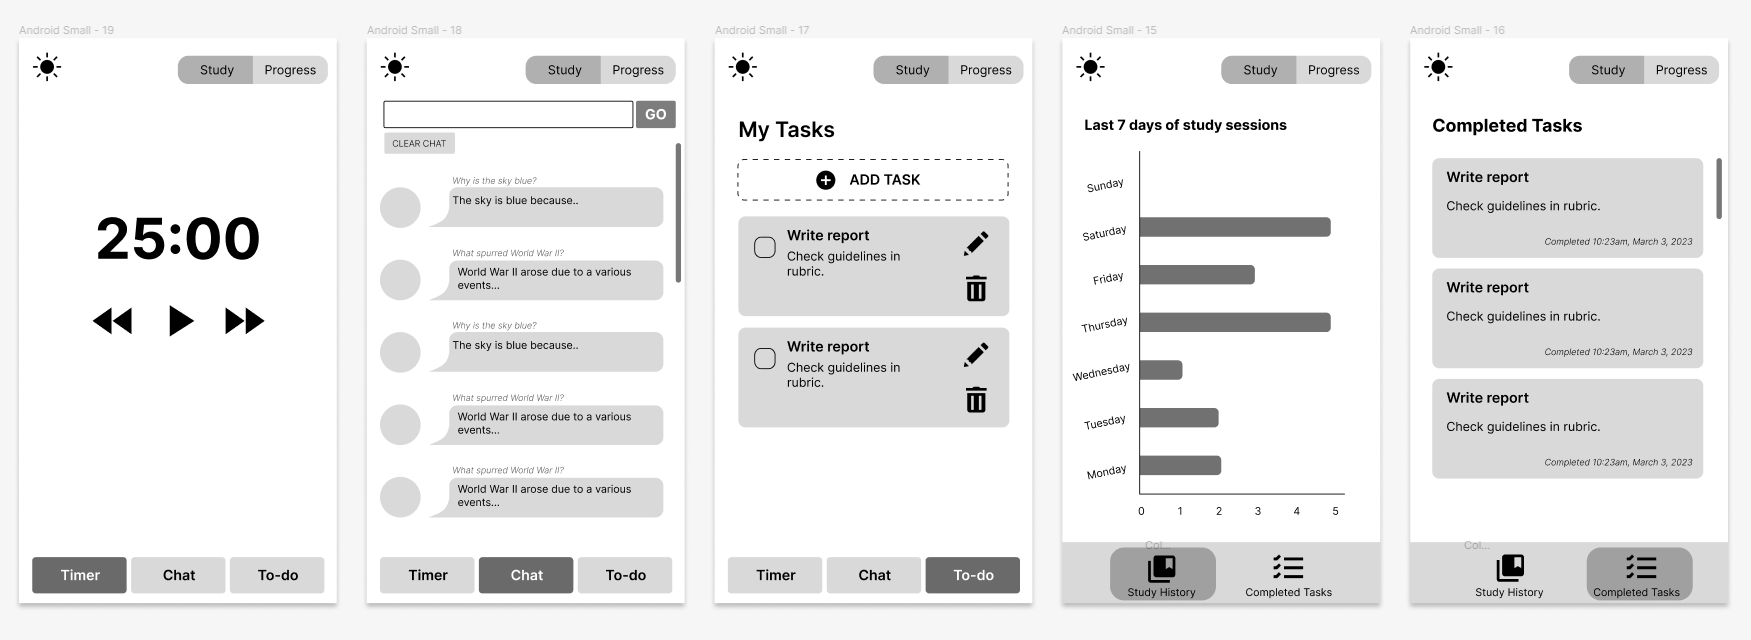 Android Small - 19
Study Progress
25:00
Timer Chat To-do
Android Small - 18
Study Progress
GO
CLEAR CHAT
Why is the sky blue?
The sky is blue because..
What spurred World War II?
World War II arose due to a various
events...
Why is the sky blue?
The sky is blue because..
What spurred World War II?
World War II arose due to a various
events...
What spurred World War II?
World War II arose due to a various
events...
Timer Chat To-do
Android Small - 17
Study Progress
My Tasks
ADD TASK
Write report
Check guidelines in
rubric.
Write report
Check guidelines in
rubric.
Timer Chat To-do
Android Small - 15
Study Progress
Last 7 days of study sessions
Sunday
Saturday
Friday
Thursday
Wednesday
Tuesday
Monday
0 1 2 3 4 5
Col...
Study History Completed Tasks
Android Small - 16
Study Progress
Completed Tasks
Write report
Check guidelines in rubric.
Completed 10:23am, March 3, 2023
Write report
Check guidelines in rubric.
Completed 10:23am, March 3, 2023
Write report
Check guidelines in rubric.
Completed 10:23am, March 3, 2023
Col...
Study History Completed Tasks